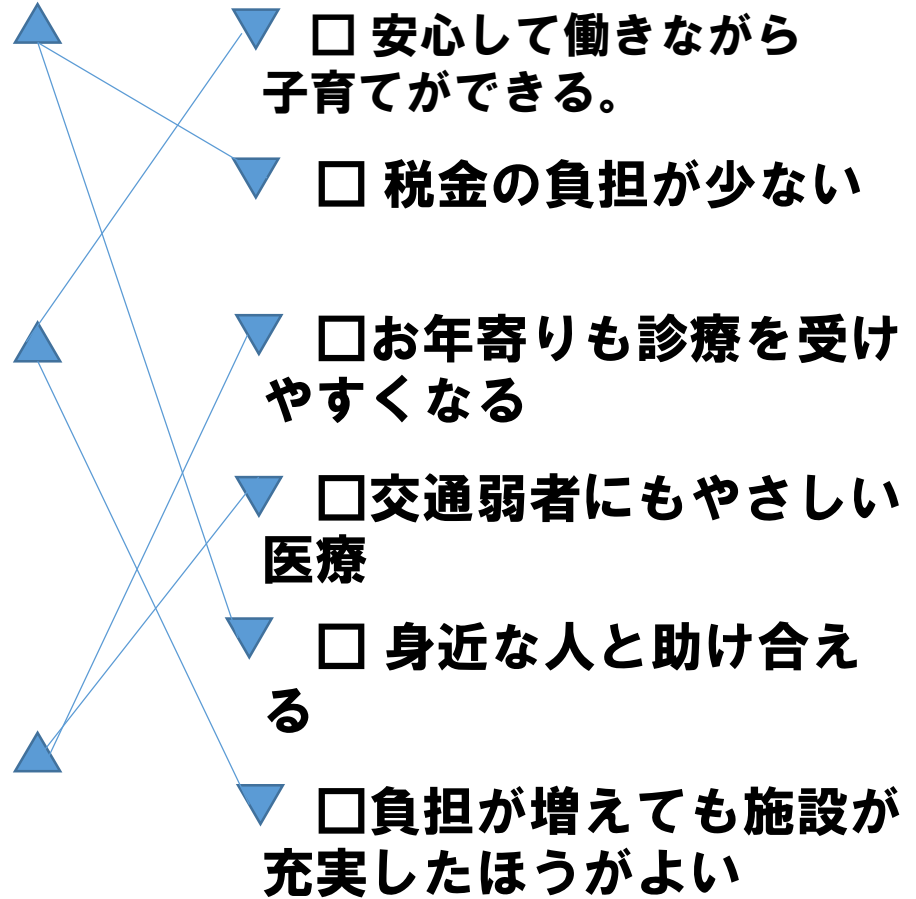 □ 安心して働きながら
子育てができる。
□ 税金の負担が少ない
□お年寄りも診療を受け
やすくなる
□交通弱者にもやさしい
医療
□ 身近な人と助け合え
る
□負担が増えても施設が
充実したほうがよい